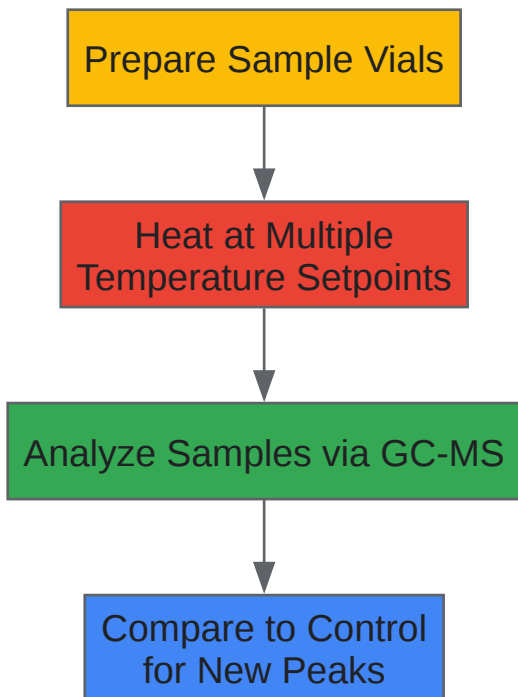 Prepare Sample Vials
Heat at Multiple
Temperature Setpoints
Analyze Samples via GC-MS
Compare to Control
for New Peaks